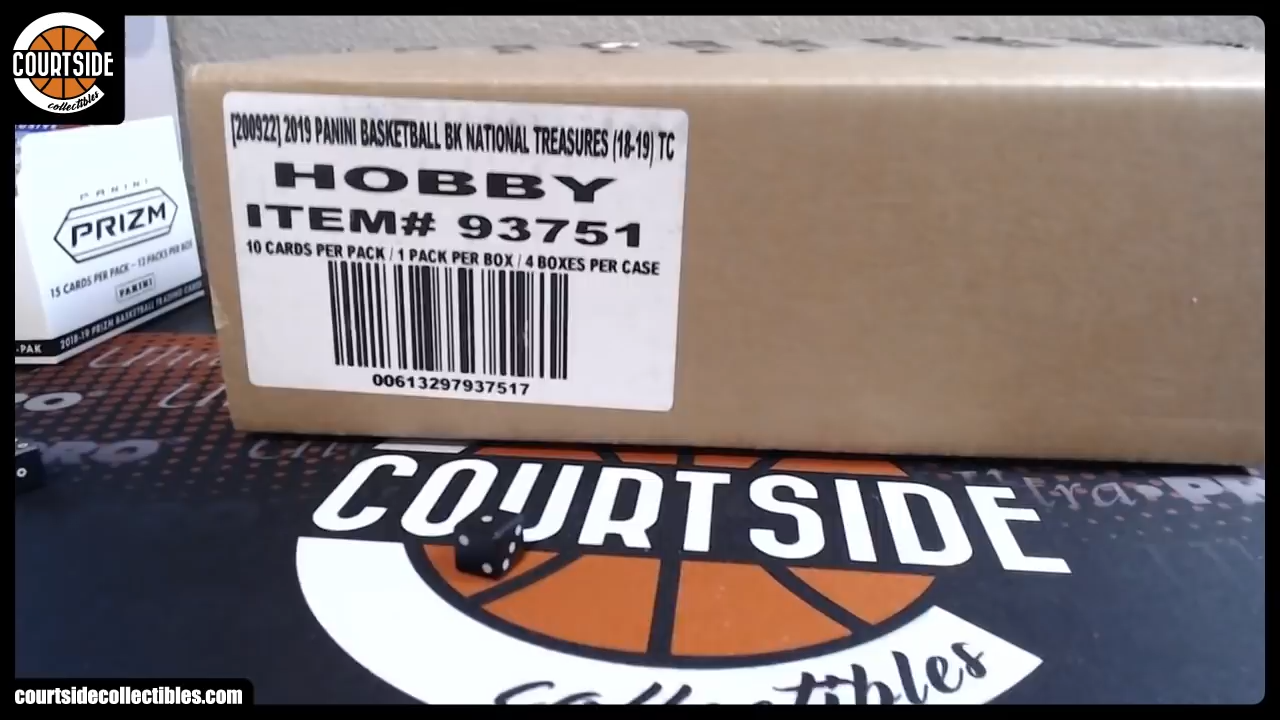 COURTSIDE
collectibles
[200922] 2019 PANINI BASKETBALL BK NATIONAL TREASURES (18-19) TC
HOBBY
ITEM# 93751
10 CARDS PER PACK / 1 PACK PER BOX / 4 BOXES PER CASE
00613297937517
PANINI
PRIZM
15 CARDS PER PACK - 12 PACKS PER BOX
PANINI
-PAK 2018-19 PRIZM BASKETBALL TRADING CARDS
COURTSIDE
collectibles
courtsidecollectibles.com